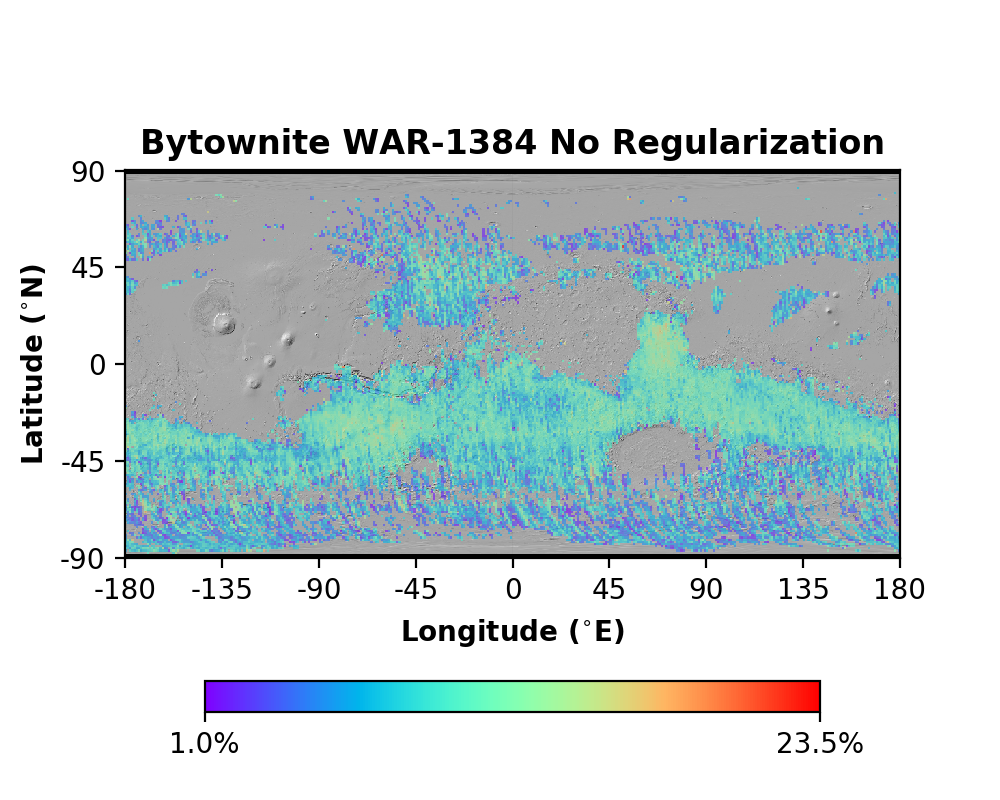 Bytownite WAR-1384 No Regularization
90
45
0
-45
-90
Latitude (°N)
-180 -135 -90 -45 0 45 90 135 180
Longitude (°E)
1.0% 23.5%